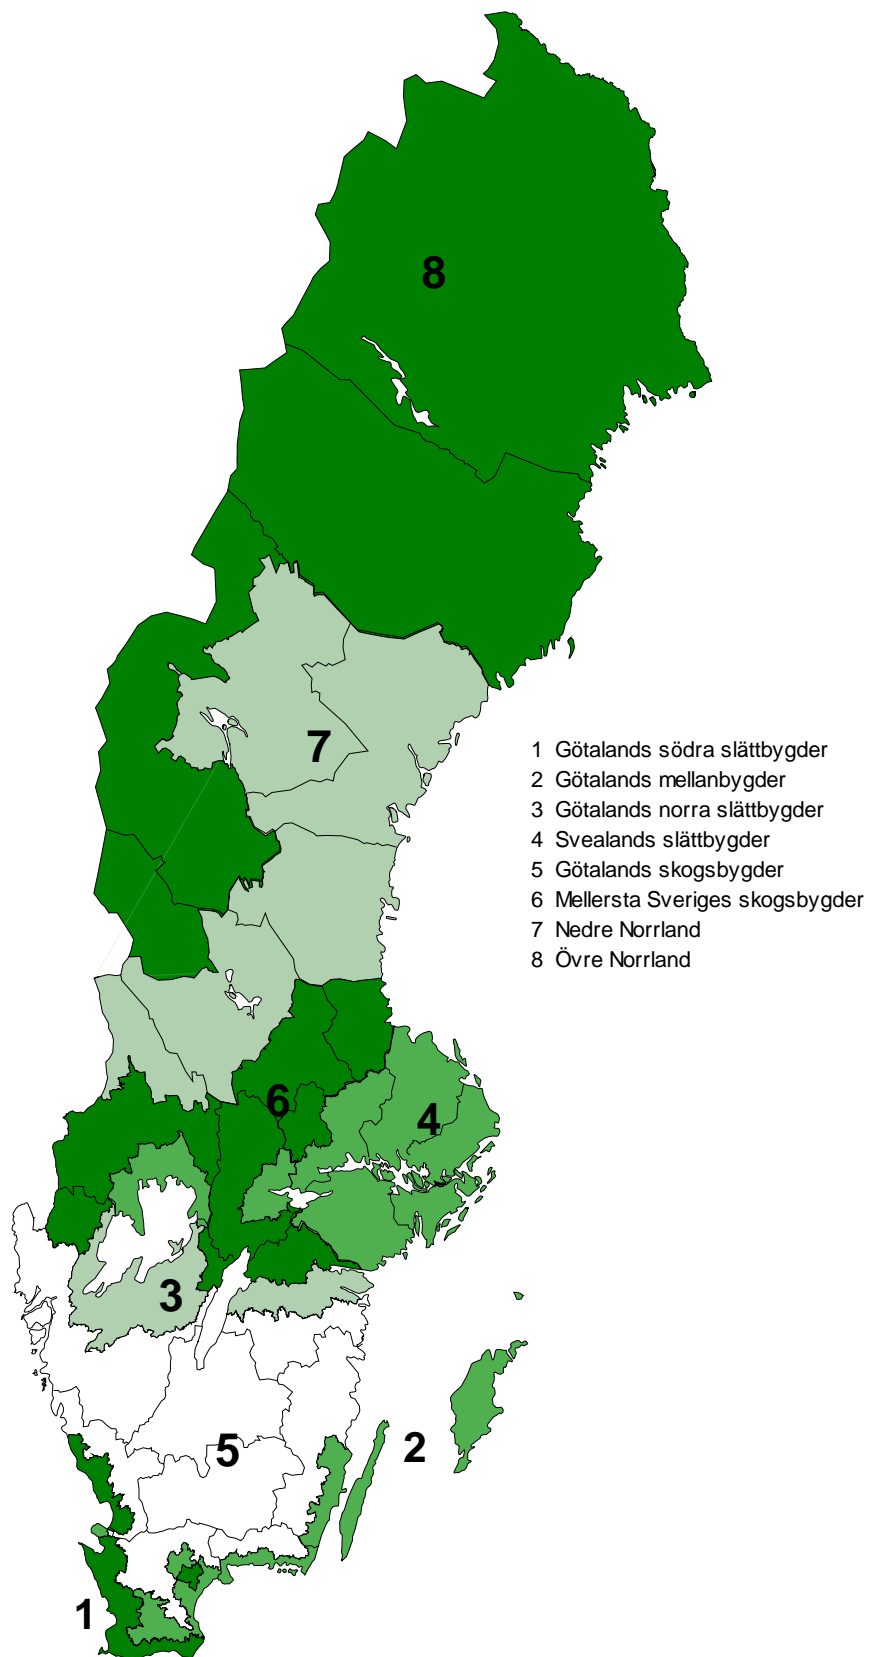 8
7
1 Götalands södra slättbygder
2 Götalands mellanbygder
3 Götalands norra slättbygder
4 Svealands slättbygder
5 Götalands skogsbygder
6 Mellersta Sveriges skogsbygder
7 Nedre Norrland
8 Övre Norrland
6
4
3
2
5
1